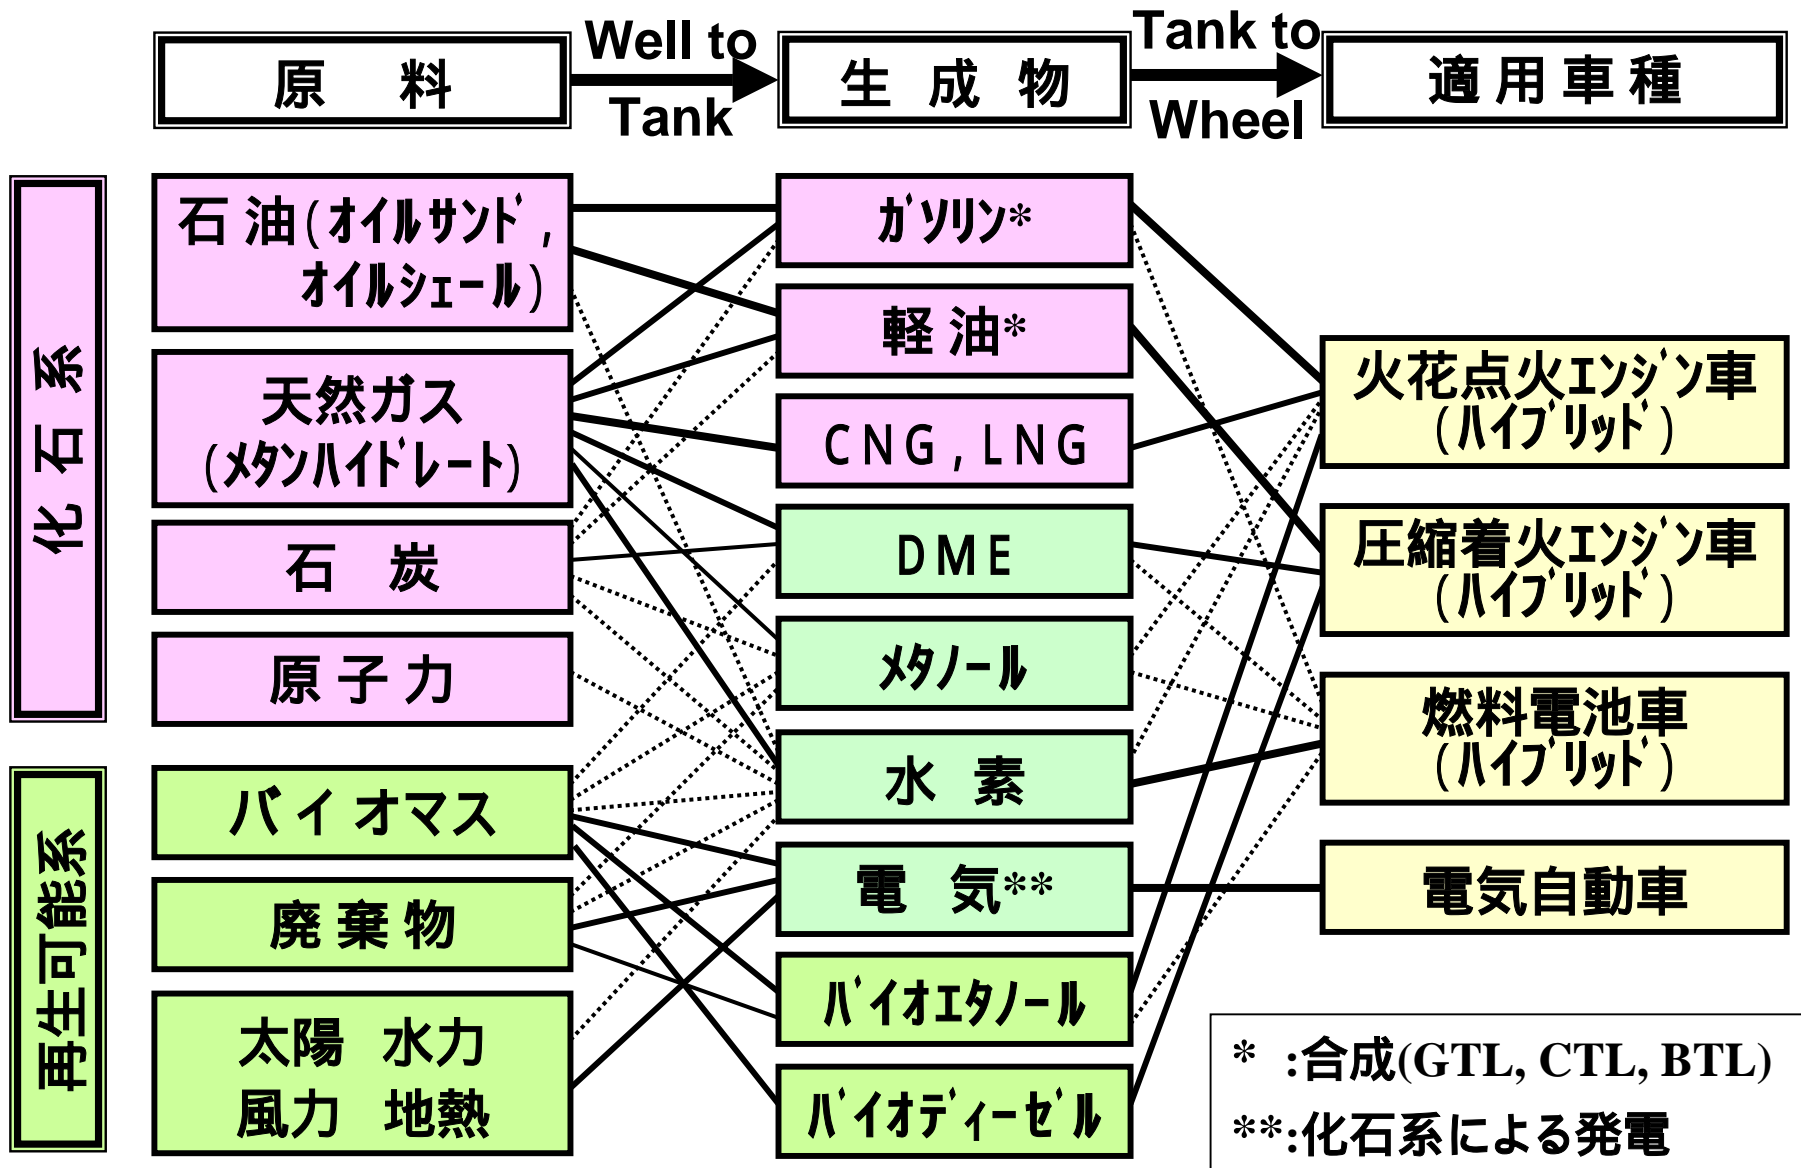 原 料
Well to
Tank
生 成 物
Tank to
Wheel
適用車種
化石系
石 油(オイルサンド,
オイルシェール)
天然ガス
(メタンハイドレート)
石 炭
原子力
再生可能系
バイオマス
廃棄物
太陽 水力
風力 地熱
ガソリン*
軽 油*
CNG,LNG
DME
メタノール
水 素
電 気**
バイオエタノール
バイオディーゼル
火花点火エンジン車
(ハイブリッド)
圧縮着火エンジン車
(ハイブリッド)
燃料電池車
(ハイブリッド)
電気自動車
* :合成(GTL, CTL, BTL)
**:化石系による発電